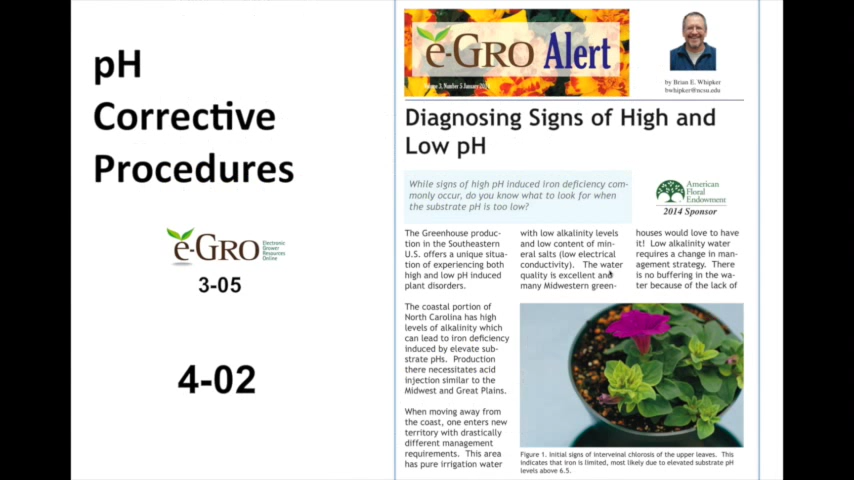 pH
Corrective
Procedures
e-GRO
Electronic
Grower
Resources
Online
3-05
4-02
e-GRO Alert
Volume 3, Number 5 January 2014
by Brian E. Whipker
bwhipker@ncsu.edu
Diagnosing Signs of High and
Low pH
While signs of high pH induced iron deficiency com-
monly occur, do you know what to look for when
the substrate pH is too low?
American
Floral
Endowment
2014 Sponsor
The Greenhouse produc-
tion in the Southeastern
U.S. offers a unique situa-
tion of experiencing both
high and low pH induced
plant disorders.
The coastal portion of
North Carolina has high
levels of alkalinity which
can lead to iron deficiency
induced by elevate sub-
strate pHs. Production
there necessitates acid
injection similar to the
Midwest and Great Plains.
When moving away from
the coast, one enters new
territory with drastically
different management
requirements. This area
has pure irrigation water
with low alkalinity levels
and low content of min-
eral salts (low electrical
conductivity). The water
quality is excellent and
many Midwestern green-
houses would love to have
it! Low alkalinity water
requires a change in man-
agement strategy. There
is no buffering in the wa-
ter because of the lack of
Figure 1. Initial signs of interveinal chlorosis of the upper leaves. This
indicates that iron is limited, most likely due to elevated substrate pH
levels above 6.5.